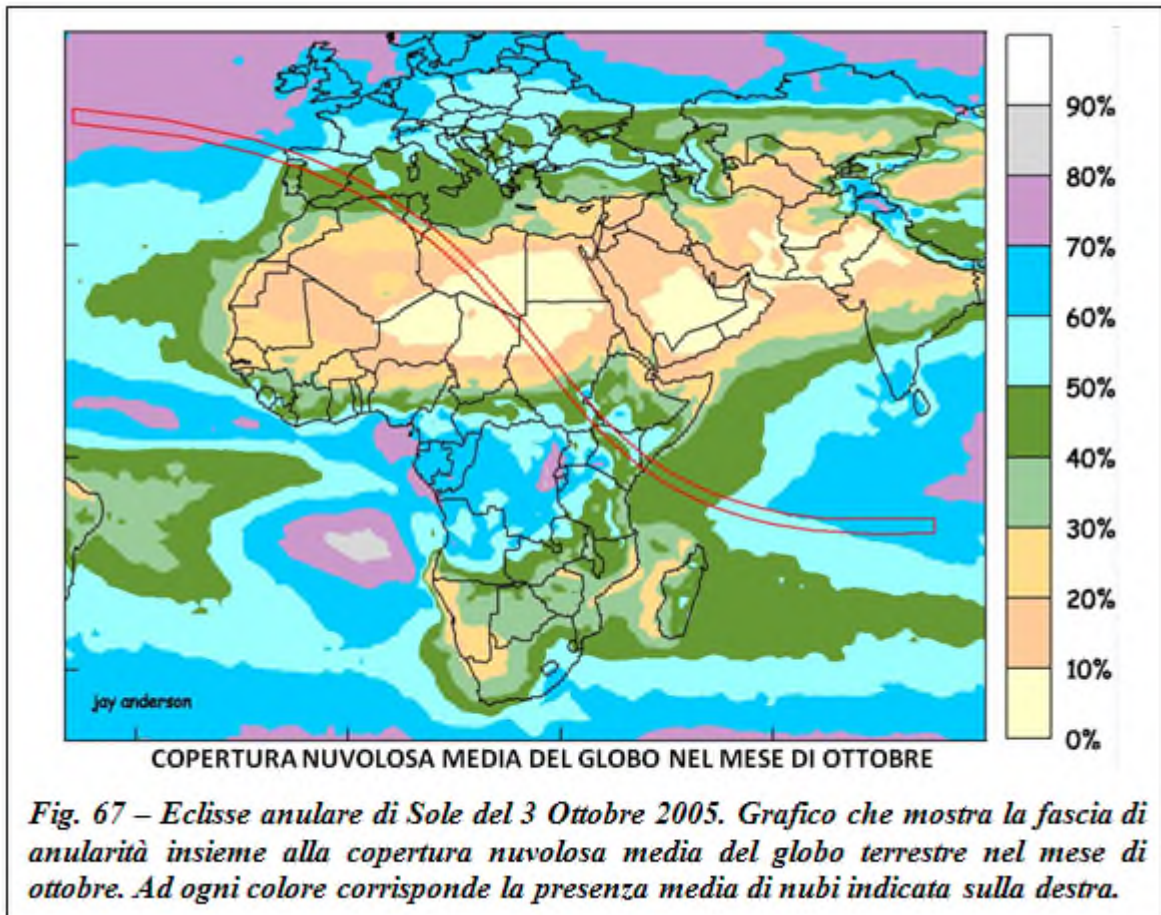 90%
80%
70%
60%
50%
40%
30%
20%
10%
0%
jay anderson
COPERTURA NUVOLOSA MEDIA DEL GLOBO NEL MESE DI OTTOBRE
Fig. 67 – Eclisse anulare di Sole del 3 Ottobre 2005. Grafico che mostra la fascia di
anularità insieme alla copertura nuvolosa media del globo terrestre nel mese di
ottobre. Ad ogni colore corrisponde la presenza media di nubi indicata sulla destra.